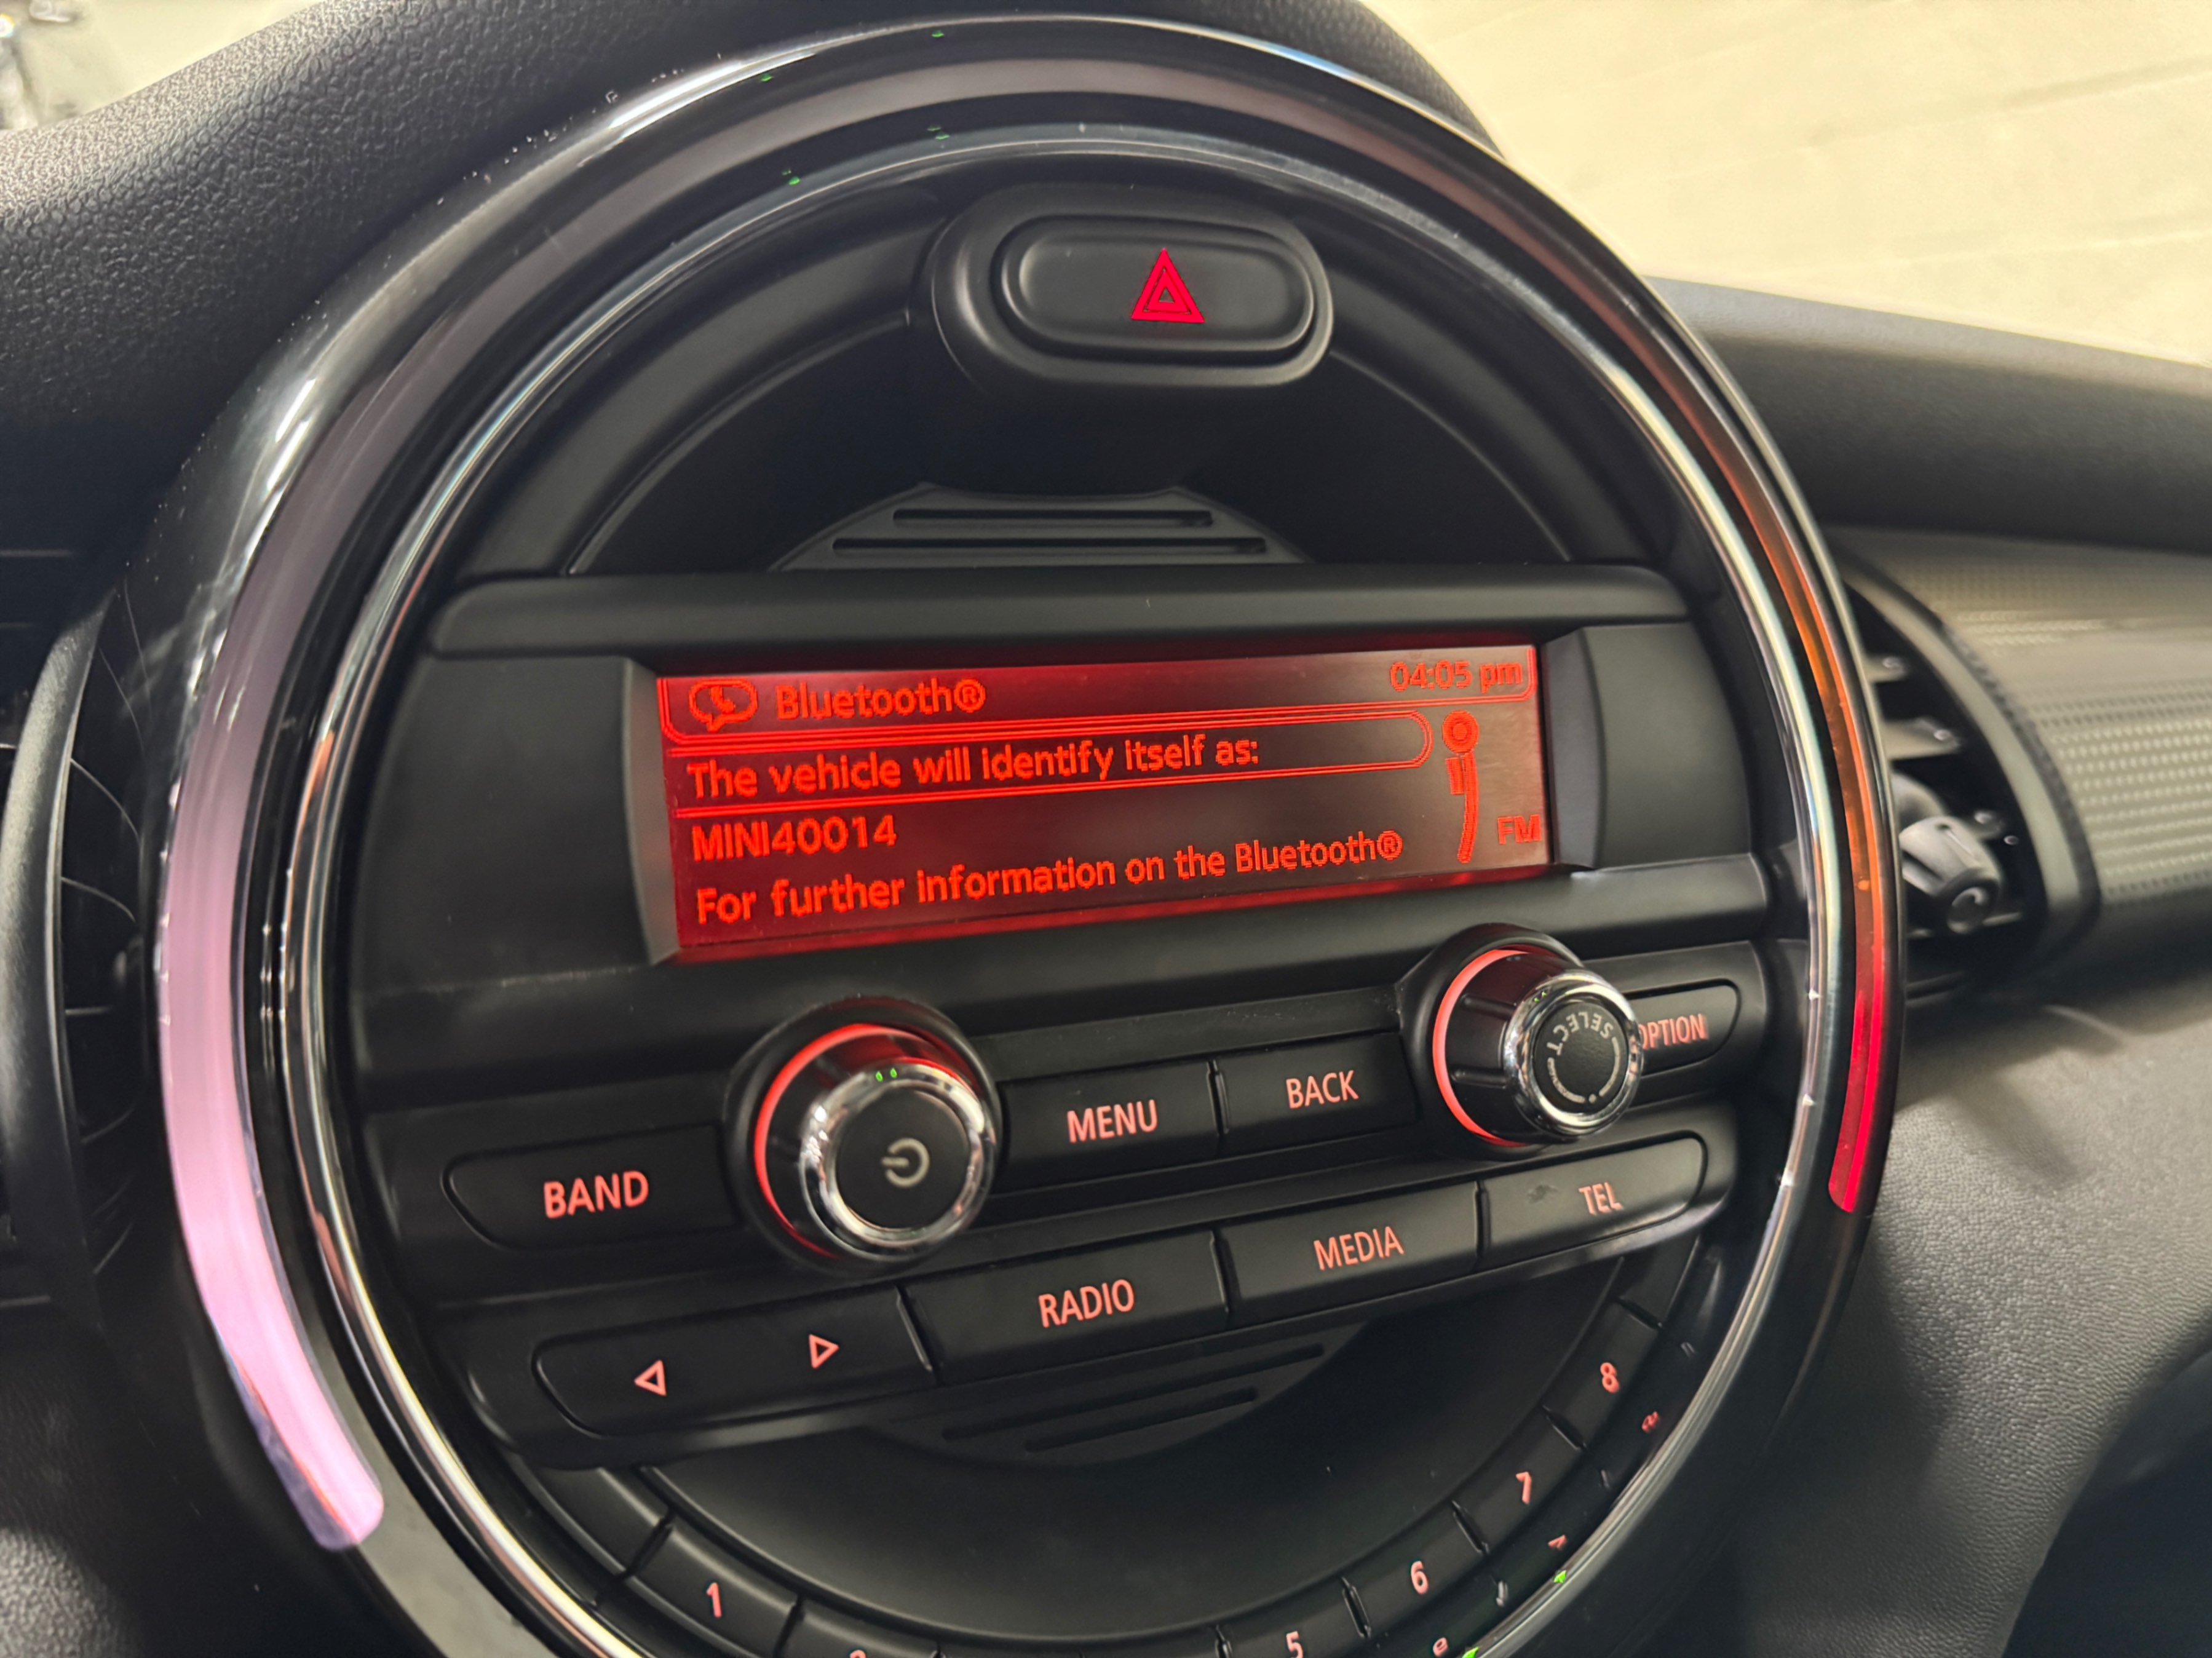 Bluetooth® 04:05 pm
The vehicle will identify itself as:
MINI40014
FM
For further information on the Bluetooth®
SELECT
OPTION
MENU BACK
BAND
TEL
MEDIA
RADIO
8
7
6
1
5